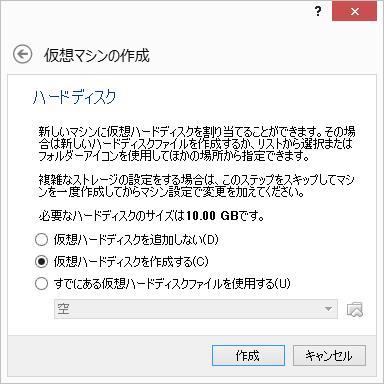 ?
仮想マシンの作成
ハードディスク
新しいマシンに仮想ハードディスクを割り当てることができます。その場
合は新しいハードディスクファイルを作成するか、リストから選択または
フォルダーアイコンを使用してほかの場所から指定できます。
複雑なストレージの設定をする場合は、このステップをスキップしてマシン
を一度作成してからマシン設定で変更を加えてください。
必要なハードディスクのサイズは10.00 GBです。
仮想ハードディスクを追加しない(D)
仮想ハードディスクを作成する(C)
すでにある仮想ハードディスクファイルを使用する(U)
空
作成 キャンセル